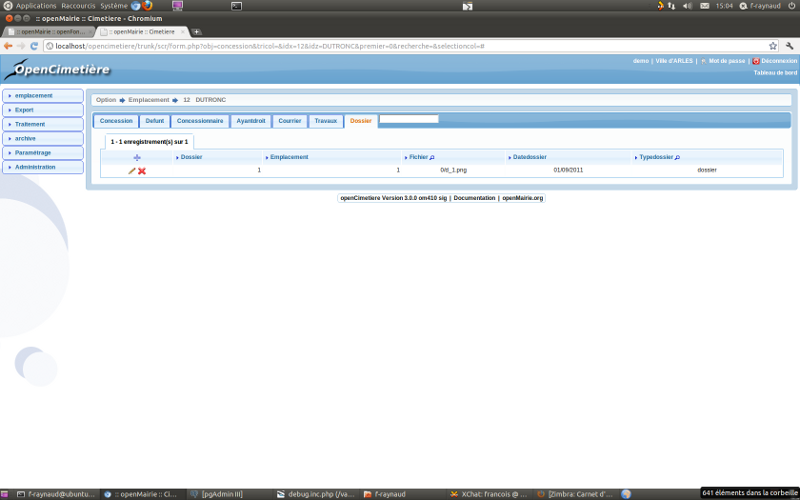 Applications Raccourcis Système 15:04 f-raynaud
:: openMairie :: Cimetiere - Chromium
:: openMairie :: openFon... :: openMairie :: Cimetiere
localhost/opencimetiere/trunk/scr/form.php?obj=concession&tricol=&idx=12&idz=DUTRONC&premier=0&recherche=&selectioncol=#
OpenCimetière
demo | Ville d'ARLES | Mot de passe | Déconnexion
Tableau de bord
emplacement
Export
Traitement
archive
Paramétrage
Administration
Option Emplacement 12 DUTRONC
Concession Defunt Concessionnaire Ayantdroit Courrier Travaux Dossier
1 - 1 enregistrement(s) sur 1
Dossier Emplacement Fichier Datedossier Typedossier
1 1 01/09/2011 dossier
openCimetiere Version 3.0.0 om410 sig | Documentation | openMairie.org
f-raynaud@ubuntu... :: openMairie :: Ci... [pgAdmin III] debug.inc.php (/va... f-raynaud XChat: francois @ ... [Zimbra: Carnet d'... 641 éléments dans la corbeille